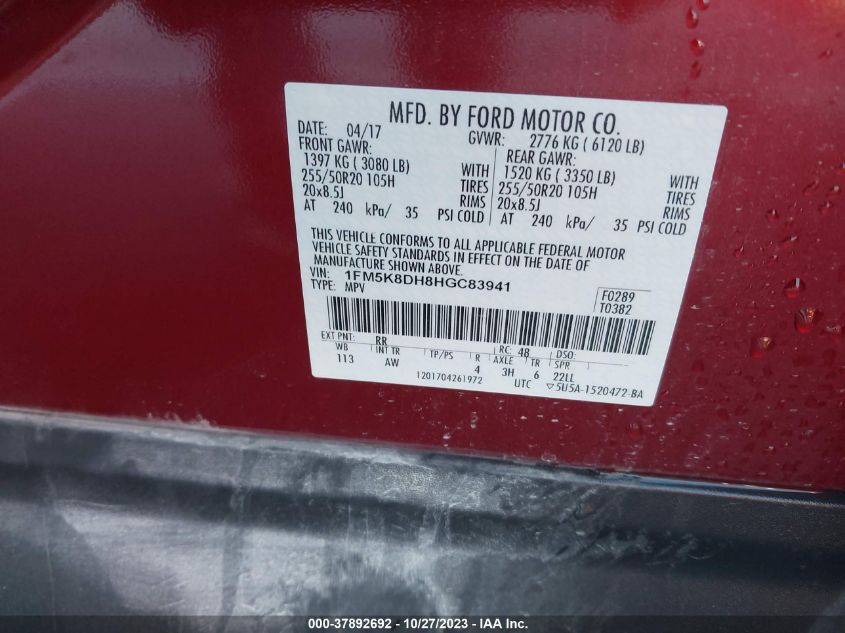 MFD. BY FORD MOTOR CO.
DATE: 04/17 GVWR: 2776 KG ( 6120 LB)
FRONT GAWR: REAR GAWR:
1397 KG ( 3080 LB) WITH 1520 KG ( 3350 LB) WITH
255/50R20 105H TIRES 255/50R20 105H TIRES
20x8.5J RIMS 20x8.5J RIMS
AT 240 kPa/ 35 PSI COLD AT 240 kPa/ 35 PSI COLD
THIS VEHICLE CONFORMS TO ALL APPLICABLE FEDERAL MOTOR
VEHICLE SAFETY STANDARDS IN EFFECT ON THE DATE OF
MANUFACTURE SHOWN ABOVE.
VIN: 1FM5K8DH8HGC83941
TYPE: MPV
F0289
T0382
EXT PNT: RR RC: 48 DSO:
WB INT TR TP/PS R AXLE TR SPR
113 AW 4 3H 6 22LL
1201704261972 UTC ▽5U5A-1520472-BA
000-37892692 - 10/27/2023 - IAA Inc.